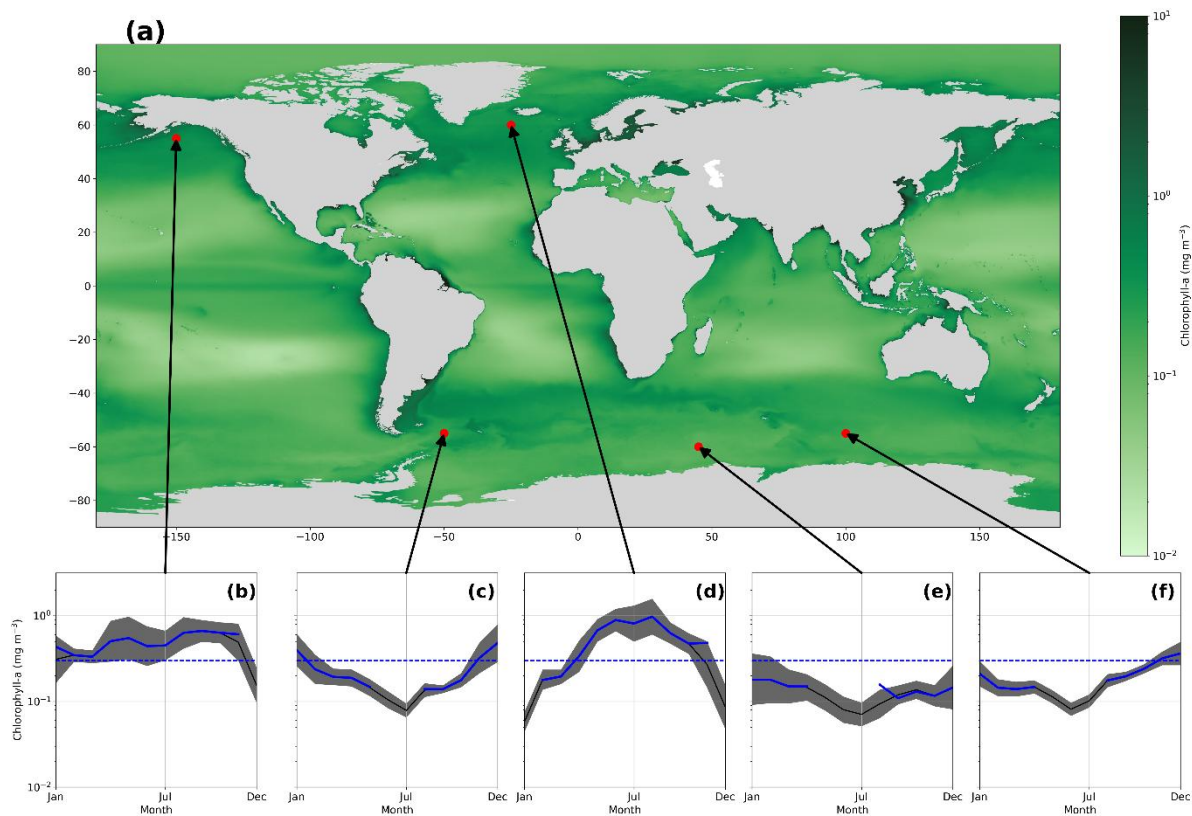 (a)
80
60
40
20
0
−20
−40
−60
−80
−150
−100
−50
0
50
100
150
10¹
10⁰
10⁻¹
10⁻²
Chlorophyll-a (mg m⁻³)
(b)
(c)
(d)
(e)
(f)
10⁰
10⁻¹
10⁻²
Chlorophyll-a (mg m⁻³)
Jan
Jul
Dec
Month
Jan
Jul
Dec
Month
Jan
Jul
Dec
Month
Jan
Jul
Dec
Month
Jan
Jul
Dec
Month